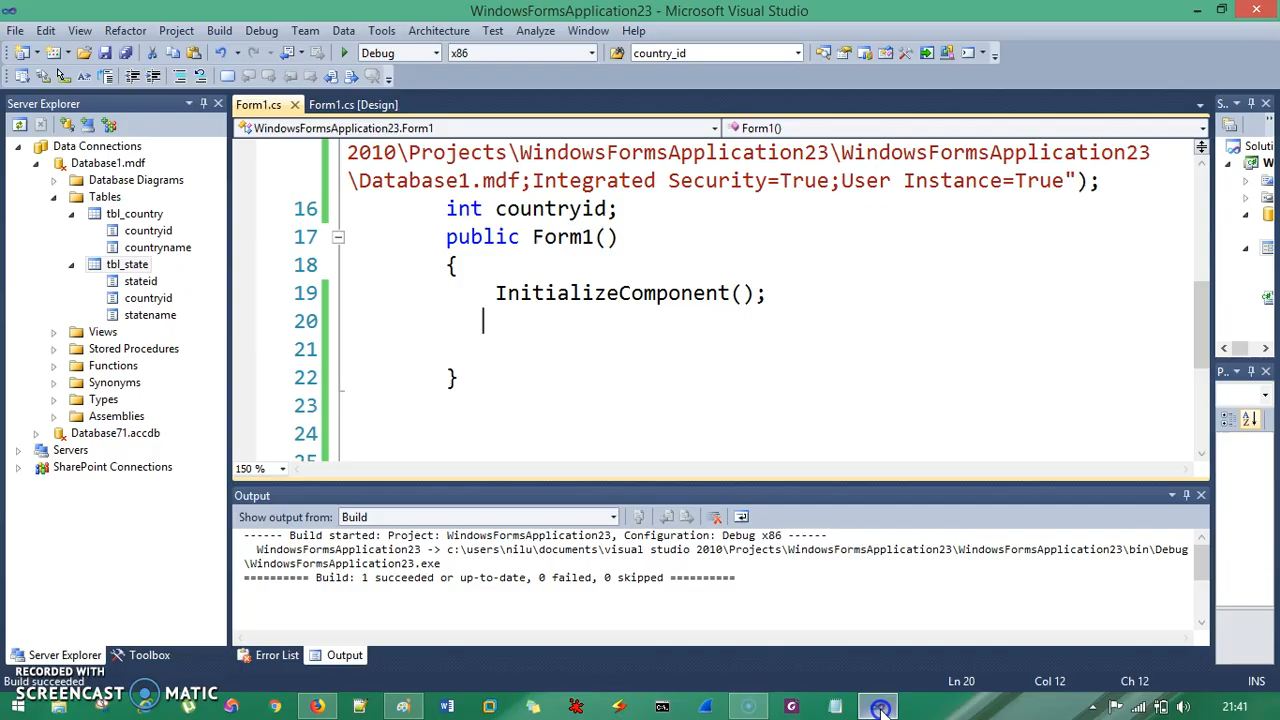 WindowsFormsApplication23 - Microsoft Visual Studio
File Edit View Refactor Project Build Debug Team Data Tools Architecture Test Analyze Window Help
Debug x86 country_id
Server Explorer
Data Connections
Database1.mdf
Database Diagrams
Tables
tbl_country
countryid
countryname
tbl_state
stateid
countryid
statename
Views
Stored Procedures
Functions
Synonyms
Types
Assemblies
Database71.accdb
Servers
SharePoint Connections
Server Explorer Toolbox
Form1.cs Form1.cs [Design]
WindowsFormsApplication23.Form1 Form1()
2010\Projects\WindowsFormsApplication23\WindowsFormsApplication23
\Database1.mdf;Integrated Security=True;User Instance=True");
16 int countryid;
17 public Form1()
18 {
19 InitializeComponent();
20
21
22 }
23
24
25
150 %
Output
Show output from: Build
------ Build started: Project: WindowsFormsApplication23, Configuration: Debug x86 ------
WindowsFormsApplication23 -> c:\users\nilu\documents\visual studio 2010\Projects\WindowsFormsApplication23\WindowsFormsApplication23\bin\Debug
\WindowsFormsApplication23.exe
========== Build: 1 succeeded or up-to-date, 0 failed, 0 skipped ==========
Error List Output
S..
Soluti
W
P..
Build succeeded Ln 20 Col 12 Ch 12 INS
RECORDED WITH
SCREENCAST MATIC
21:41